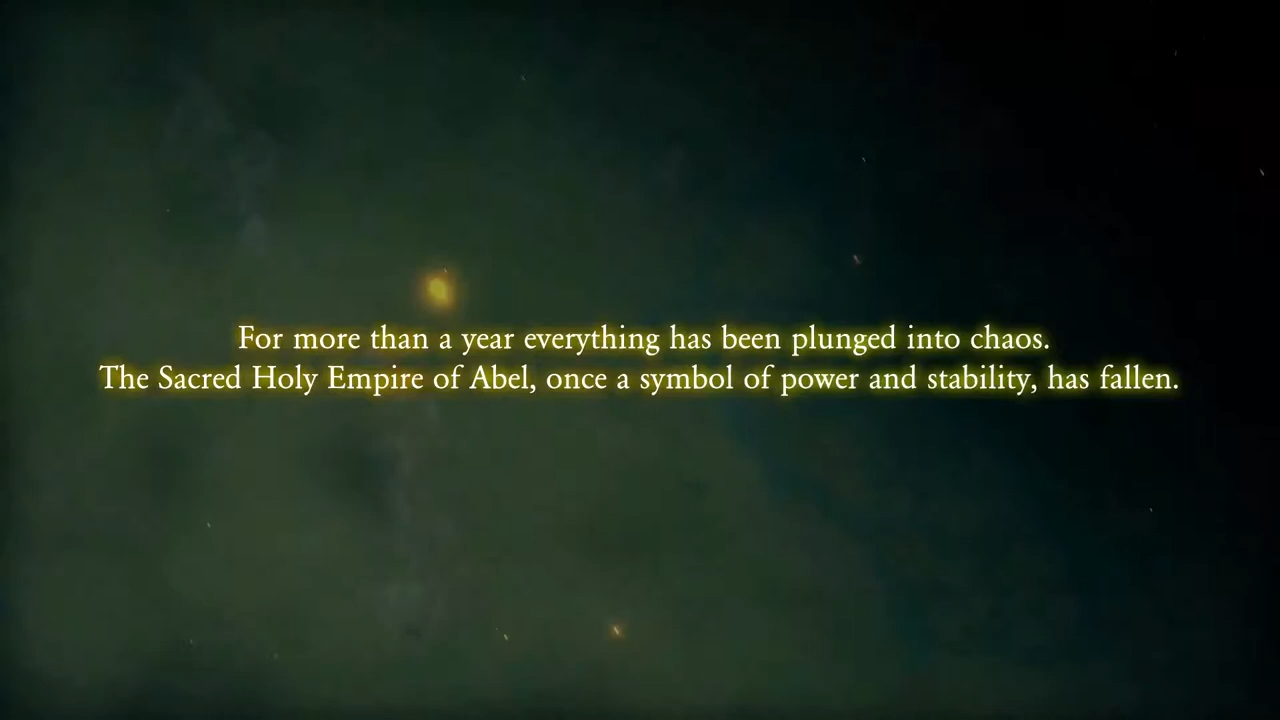 For more than a year everything has been plunged into chaos.
The Sacred Holy Empire of Abel, once a symbol of power and stability, has fallen.